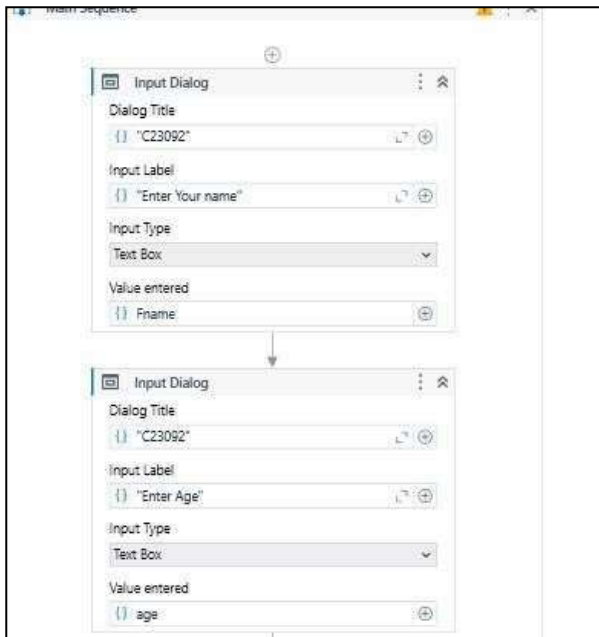 Main Sequence
Input Dialog
Dialog Title
{} "C23092"
Input Label
{} "Enter Your name"
Input Type
Text Box
Value entered
{} Fname
Input Dialog
Dialog Title
{} "C23092"
Input Label
{} "Enter Age"
Input Type
Text Box
Value entered
{} age